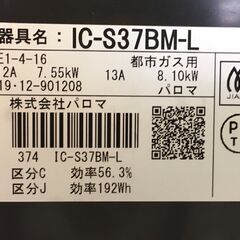 器具名：IC-S37BM-L
E1-4-16 都市ガス用
2A 7.55kW 13A 8.10kW
19·12-901208 パロマ
株式会社パロマ
374 IC-S37BM-L
区分C 効率56.3%
区分J 効率192Wh
JIA
P
T